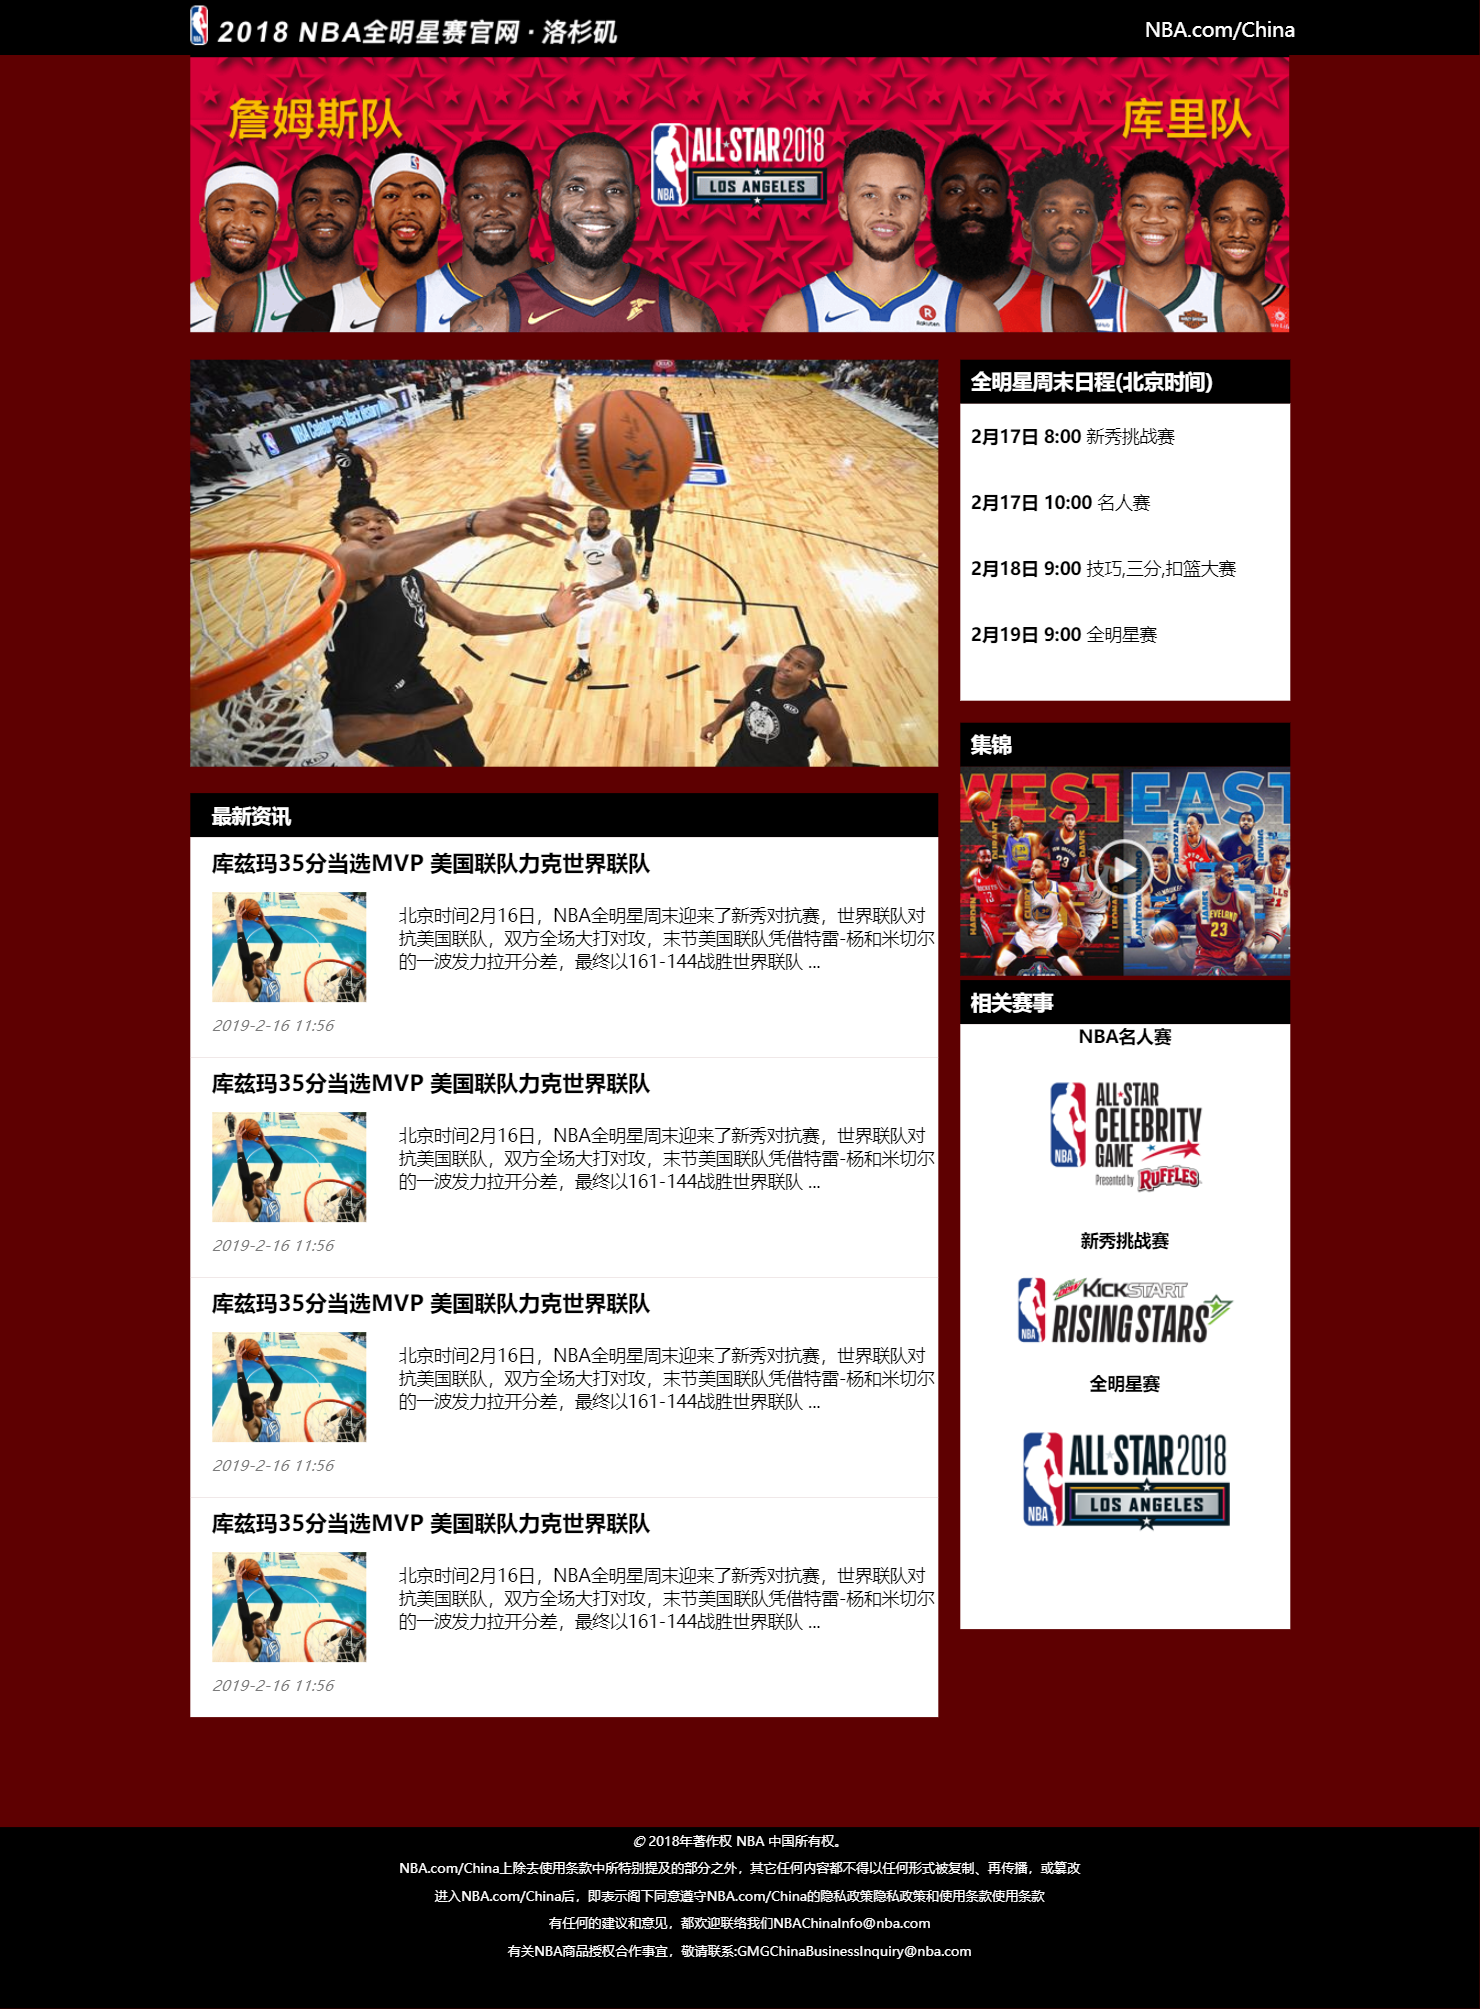 2018 NBA全明星赛官网 · 洛杉矶
NBA.com/China
詹姆斯队
库里队
ALL★STAR 2018
LOS ANGELES
NBA
Rakuten
全明星周末日程(北京时间)
2月17日 8:00 新秀挑战赛
2月17日 10:00 名人赛
2月18日 9:00 技巧,三分,扣篮大赛
2月19日 9:00 全明星赛
集锦
WEST EAST
DURANT
DAVIS
HARDEN
CURRY
DEROZAN
IRVING
JAMES
CLEVELAND
23
最新资讯
库兹玛35分当选MVP 美国联队力克世界联队
北京时间2月16日，NBA全明星周末迎来了新秀对抗赛，世界联队对
抗美国联队，双方全场大打对攻，末节美国联队凭借特雷-杨和米切尔
的一波发力拉开分差，最终以161-144战胜世界联队 ...
2019-2-16 11:56
库兹玛35分当选MVP 美国联队力克世界联队
北京时间2月16日，NBA全明星周末迎来了新秀对抗赛，世界联队对
抗美国联队，双方全场大打对攻，末节美国联队凭借特雷-杨和米切尔
的一波发力拉开分差，最终以161-144战胜世界联队 ...
2019-2-16 11:56
库兹玛35分当选MVP 美国联队力克世界联队
北京时间2月16日，NBA全明星周末迎来了新秀对抗赛，世界联队对
抗美国联队，双方全场大打对攻，末节美国联队凭借特雷-杨和米切尔
的一波发力拉开分差，最终以161-144战胜世界联队 ...
2019-2-16 11:56
库兹玛35分当选MVP 美国联队力克世界联队
北京时间2月16日，NBA全明星周末迎来了新秀对抗赛，世界联队对
抗美国联队，双方全场大打对攻，末节美国联队凭借特雷-杨和米切尔
的一波发力拉开分差，最终以161-144战胜世界联队 ...
2019-2-16 11:56
相关赛事
NBA名人赛
ALL★STAR
CELEBRITY
GAME
NBA
Presented by RUFFLES
新秀挑战赛
KICKSTART
RISING STARS
NBA
全明星赛
ALL★STAR 2018
LOS ANGELES
NBA
© 2018年著作权 NBA 中国所有权。
NBA.com/China上除去使用条款中所特别提及的部分之外，其它任何内容都不得以任何形式被复制、再传播，或篡改
进入NBA.com/China后，即表示阁下同意遵守NBA.com/China的隐私政策隐私政策和使用条款使用条款
有任何的建议和意见，都欢迎联络我们NBAChinaInfo@nba.com
有关NBA商品授权合作事宜，敬请联系:GMGChinaBusinessInquiry@nba.com